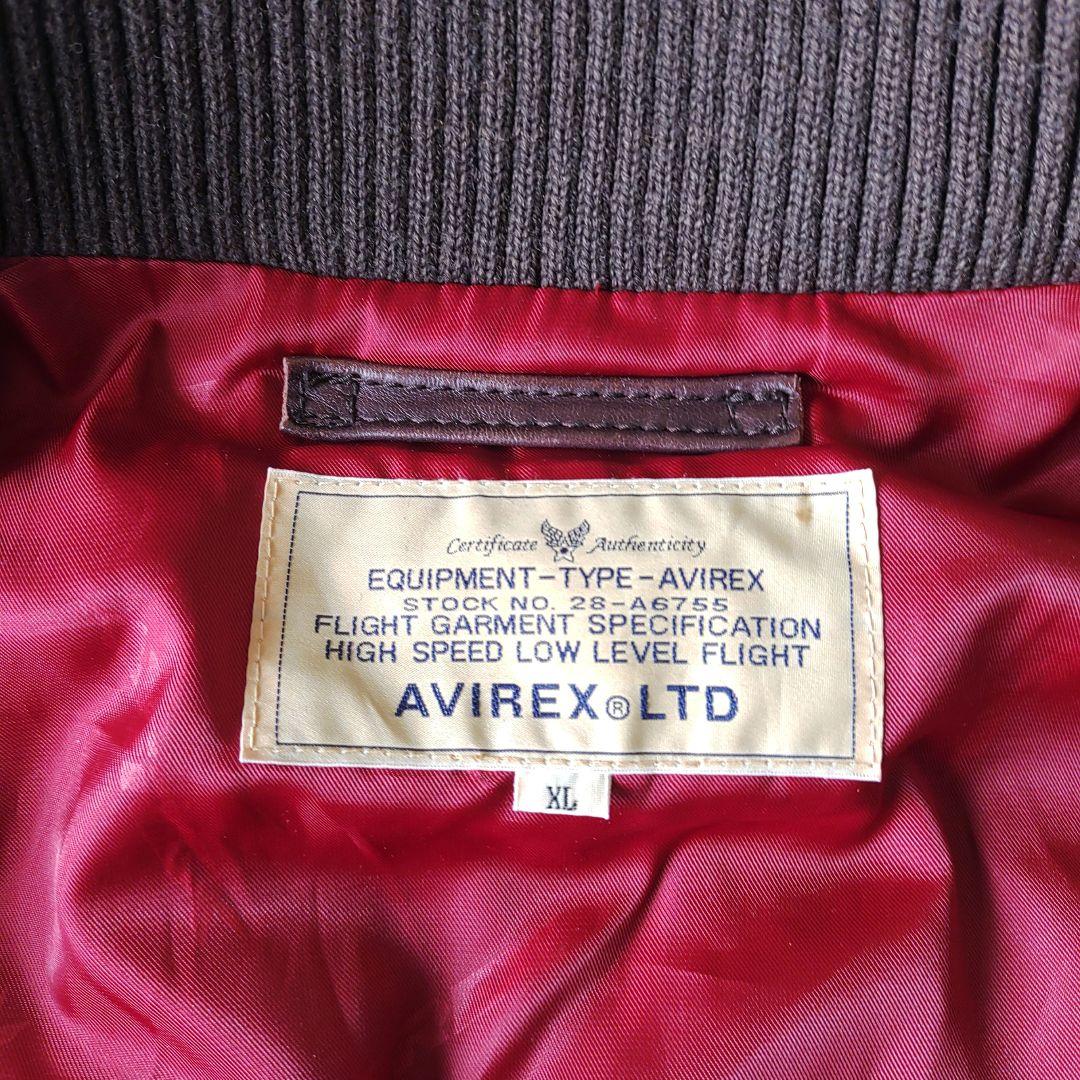 Certificate Authenticity
EQUIPMENT-TYPE-AVIREX
STOCK NO. 28-A6755
FLIGHT GARMENT SPECIFICATION
HIGH SPEED LOW LEVEL FLIGHT
AVIREX® LTD
XL